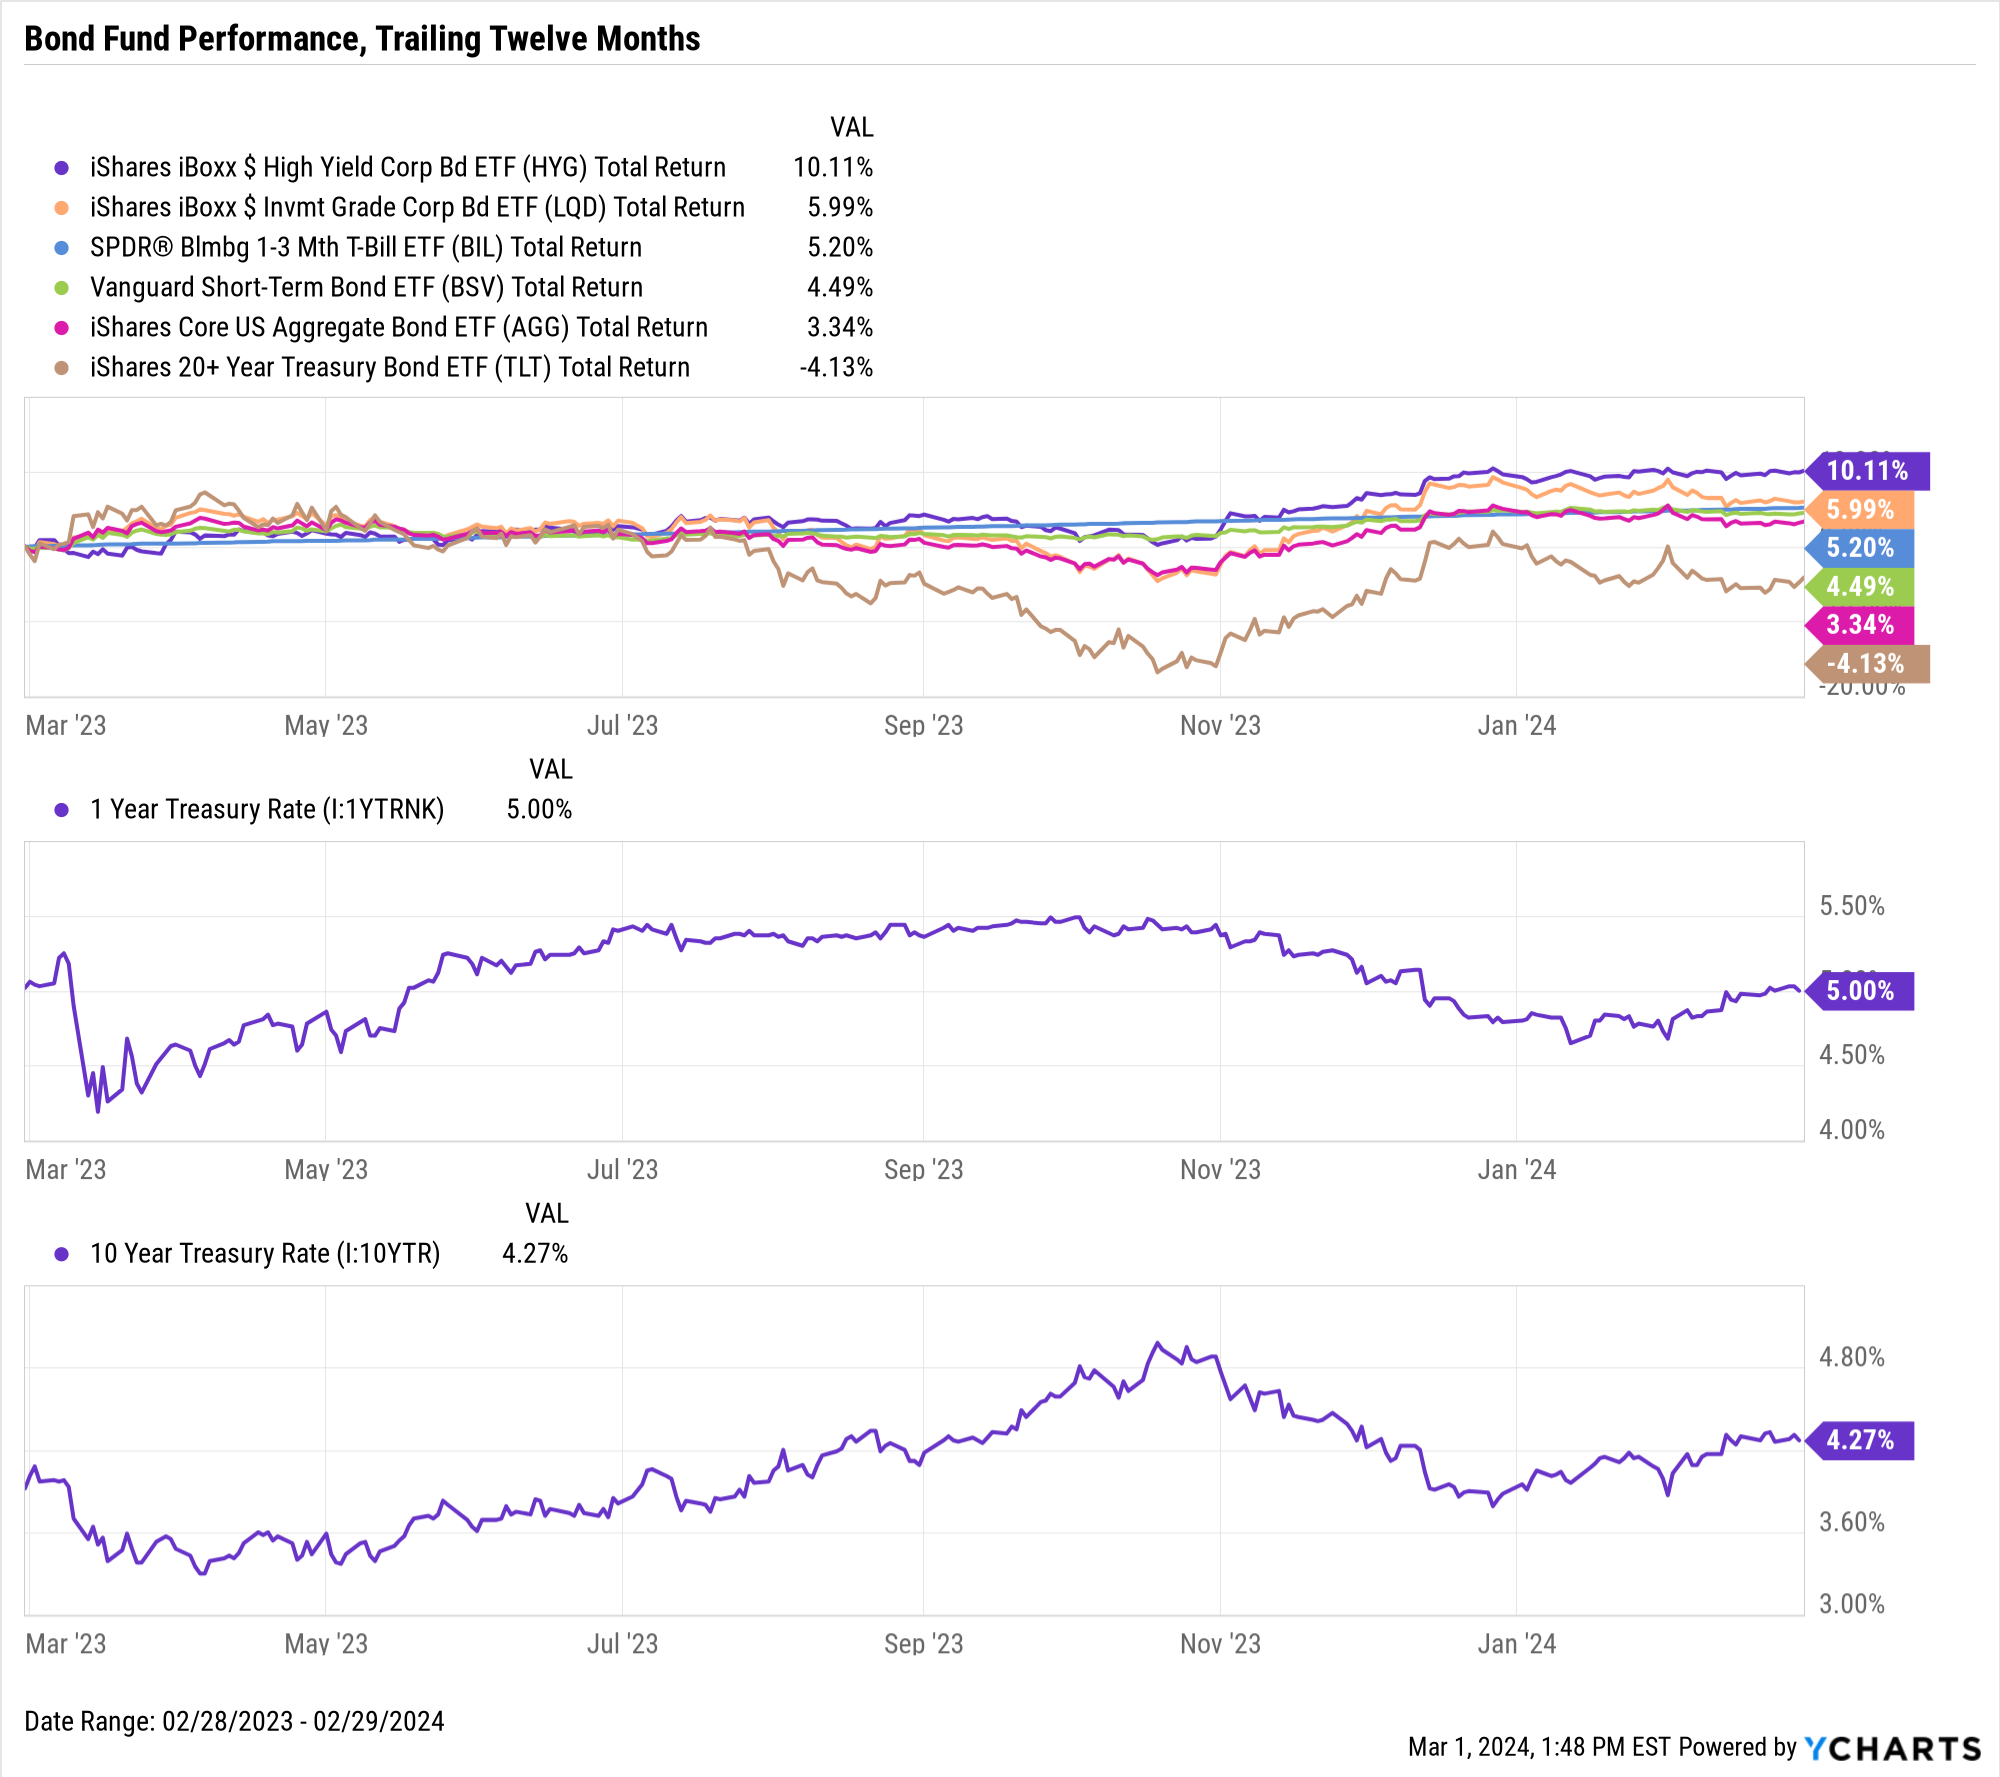 Bond Fund Performance, Trailing Twelve Months
VAL
iShares iBoxx $ High Yield Corp Bd ETF (HYG) Total Return 10.11%
iShares iBoxx $ Invmt Grade Corp Bd ETF (LQD) Total Return 5.99%
SPDR® Blmbg 1-3 Mth T-Bill ETF (BIL) Total Return 5.20%
Vanguard Short-Term Bond ETF (BSV) Total Return 4.49%
iShares Core US Aggregate Bond ETF (AGG) Total Return 3.34%
iShares 20+ Year Treasury Bond ETF (TLT) Total Return -4.13%
10.11%
5.99%
5.20%
4.49%
3.34%
-4.13%
-20.00%
Mar '23 May '23 Jul '23 Sep '23 Nov '23 Jan '24
VAL
1 Year Treasury Rate (I:1YTRNK) 5.00%
5.50%
5.00%
4.50%
4.00%
Mar '23 May '23 Jul '23 Sep '23 Nov '23 Jan '24
VAL
10 Year Treasury Rate (I:10YTR) 4.27%
4.80%
4.27%
3.60%
3.00%
Mar '23 May '23 Jul '23 Sep '23 Nov '23 Jan '24
Date Range: 02/28/2023 - 02/29/2024
Mar 1, 2024, 1:48 PM EST Powered by YCHARTS